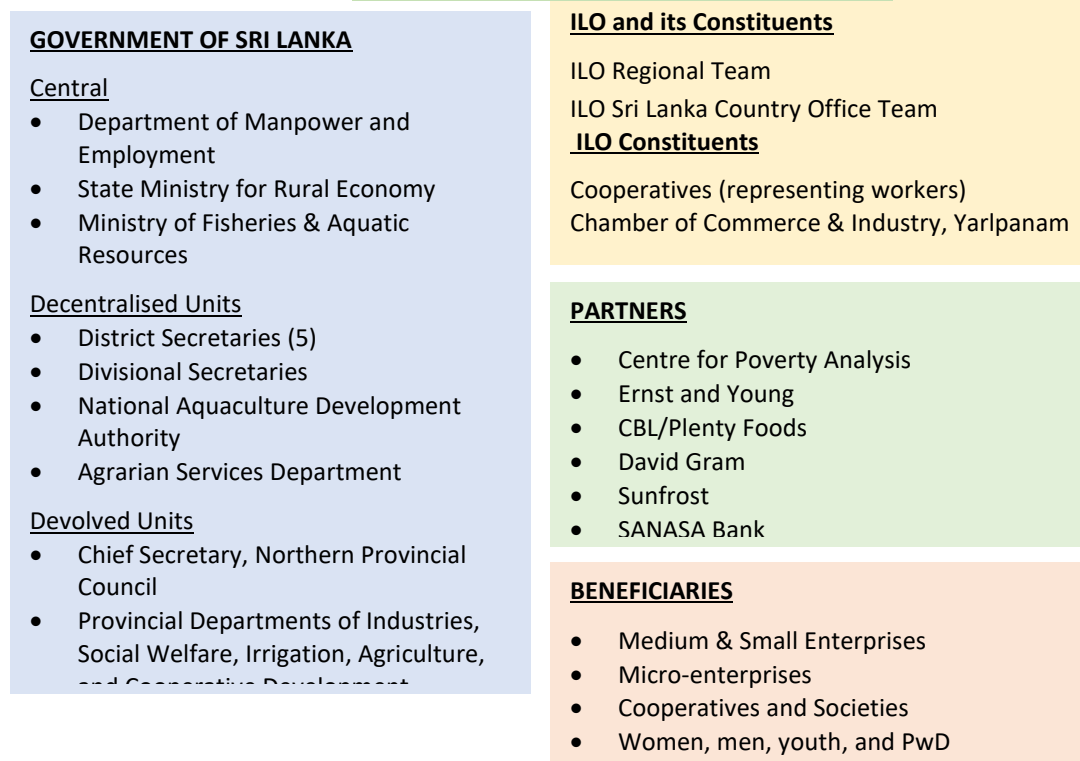 GOVERNMENT OF SRI LANKA
Central
• Department of Manpower and
Employment
• State Ministry for Rural Economy
• Ministry of Fisheries & Aquatic
Resources
Decentralised Units
• District Secretaries (5)
• Divisional Secretaries
• National Aquaculture Development
Authority
• Agrarian Services Department
Devolved Units
• Chief Secretary, Northern Provincial
Council
• Provincial Departments of Industries,
Social Welfare, Irrigation, Agriculture,
and Cooperative Development
ILO and its Constituents
ILO Regional Team
ILO Sri Lanka Country Office Team
ILO Constituents
Cooperatives (representing workers)
Chamber of Commerce & Industry, Yarlpanam
PARTNERS
• Centre for Poverty Analysis
• Ernst and Young
• CBL/Plenty Foods
• David Gram
• Sunfrost
• SANASA Bank
BENEFICIARIES
• Medium & Small Enterprises
• Micro-enterprises
• Cooperatives and Societies
• Women, men, youth, and PwD